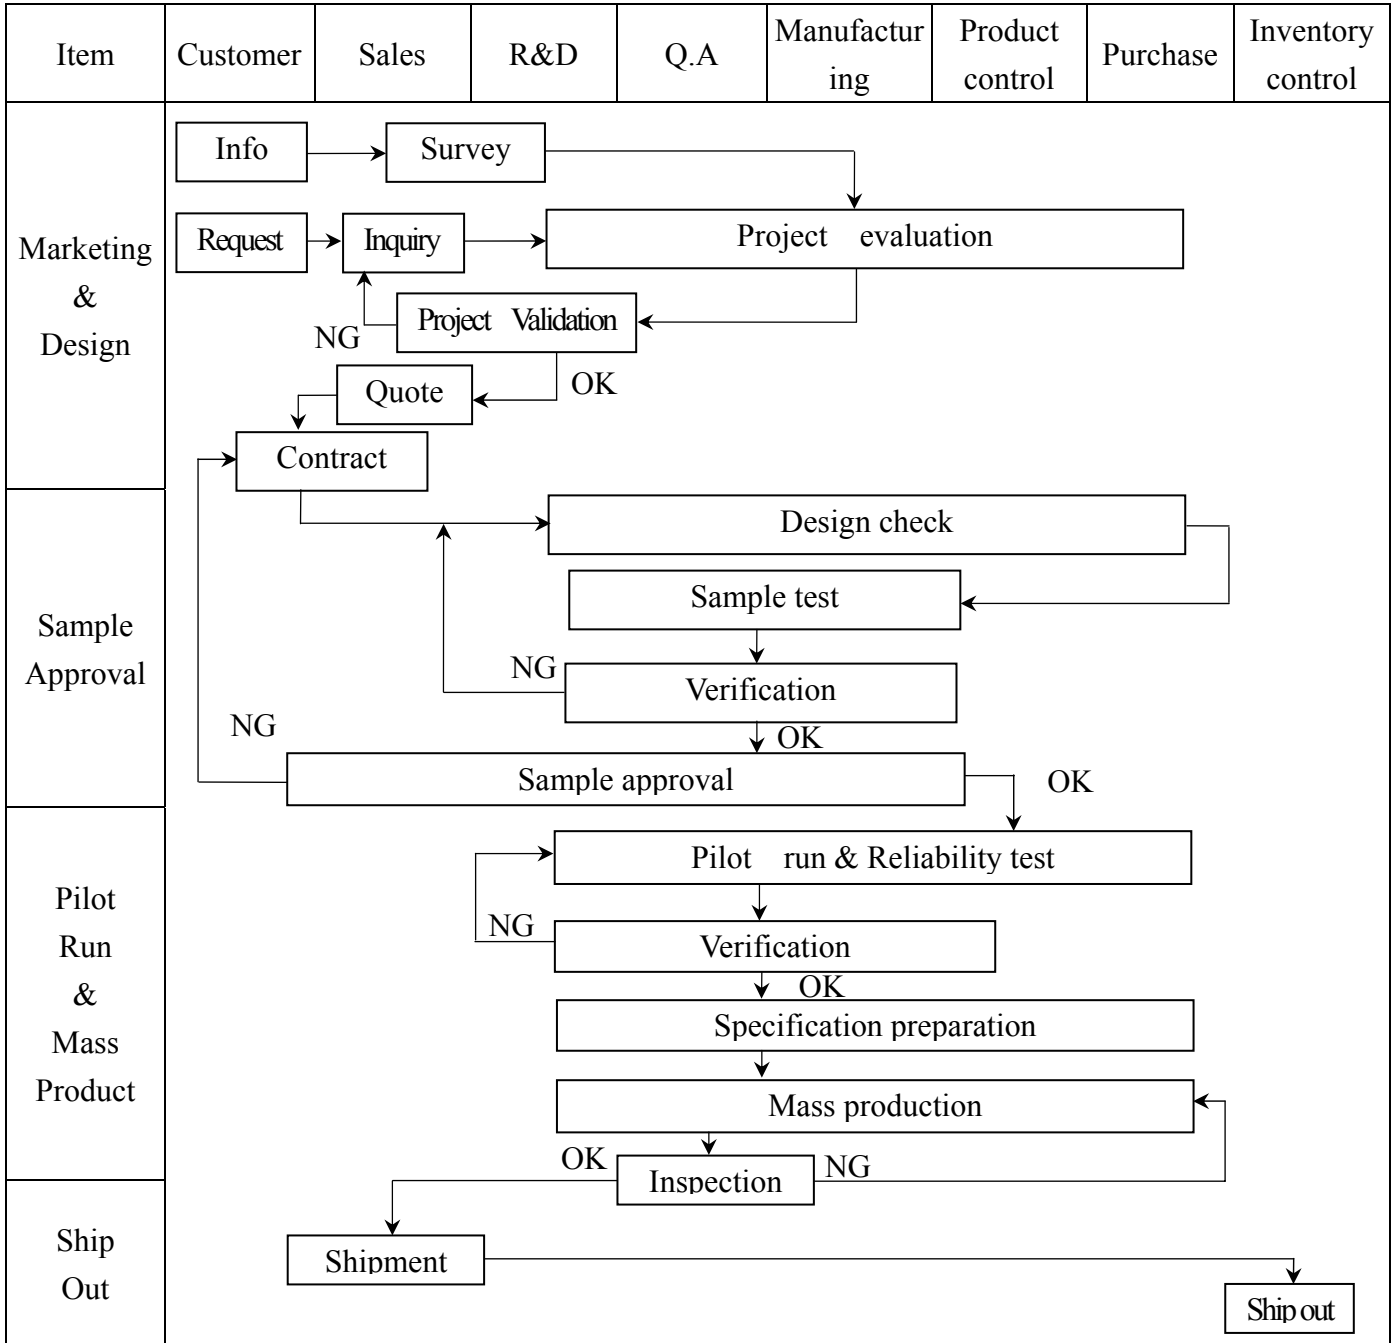 Item
Customer
Sales
R&D
Q.A
Manufactur
ing
Product
control
Purchase
Inventory
control
Marketing
&
Design
Info
Survey
Request
Inquiry
Project evaluation
NG
Project Validation
Quote
OK
Contract
Sample
Approval
Design check
Sample test
NG
Verification
NG
OK
Sample approval
OK
Pilot
Run
&
Mass
Product
Pilot run & Reliability test
NG
Verification
OK
Specification preparation
Mass production
OK
Inspection
NG
Ship
Out
Shipment
Ship out